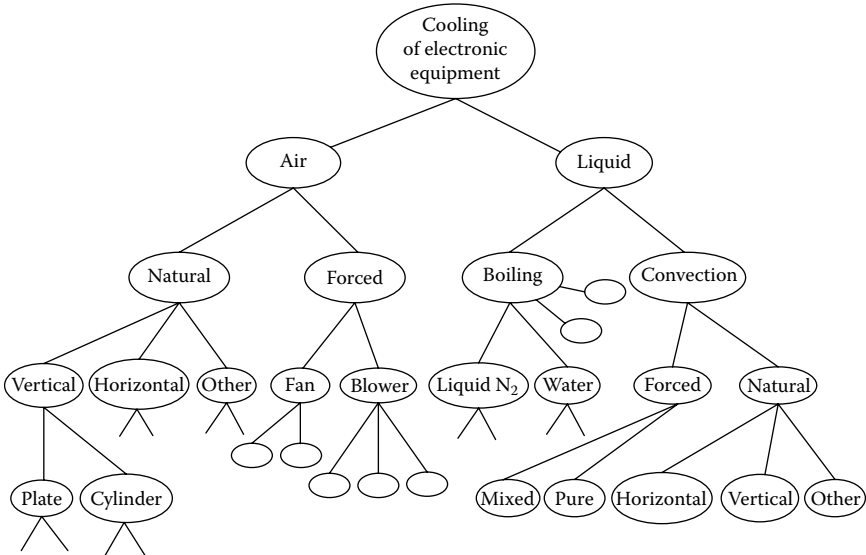 Cooling
of electronic
equipment
Air
Liquid
Natural
Forced
Boiling
Convection
Vertical
Horizontal
Other
Fan
Blower
Liquid N₂
Water
Forced
Natural
Plate
Cylinder
Mixed
Pure
Horizontal
Vertical
Other